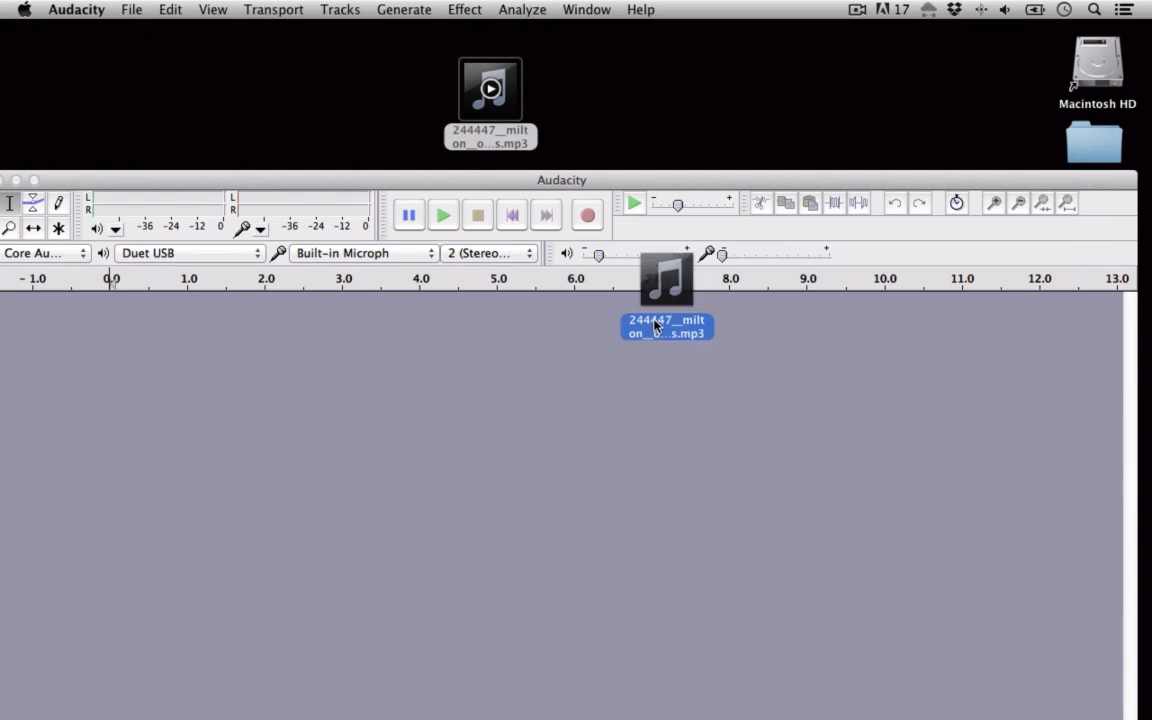 Audacity File Edit View Transport Tracks Generate Effect Analyze Window Help 17
Macintosh HD
244447__milt
on__o...s.mp3
Audacity
L L
R R
-36 -24 -12 0 -36 -24 -12 0
Core Au... Duet USB Built-in Microph 2 (Stereo...
- 1.0 0.0 1.0 2.0 3.0 4.0 5.0 6.0 8.0 9.0 10.0 11.0 12.0 13.0
244447__milt
on__o...s.mp3